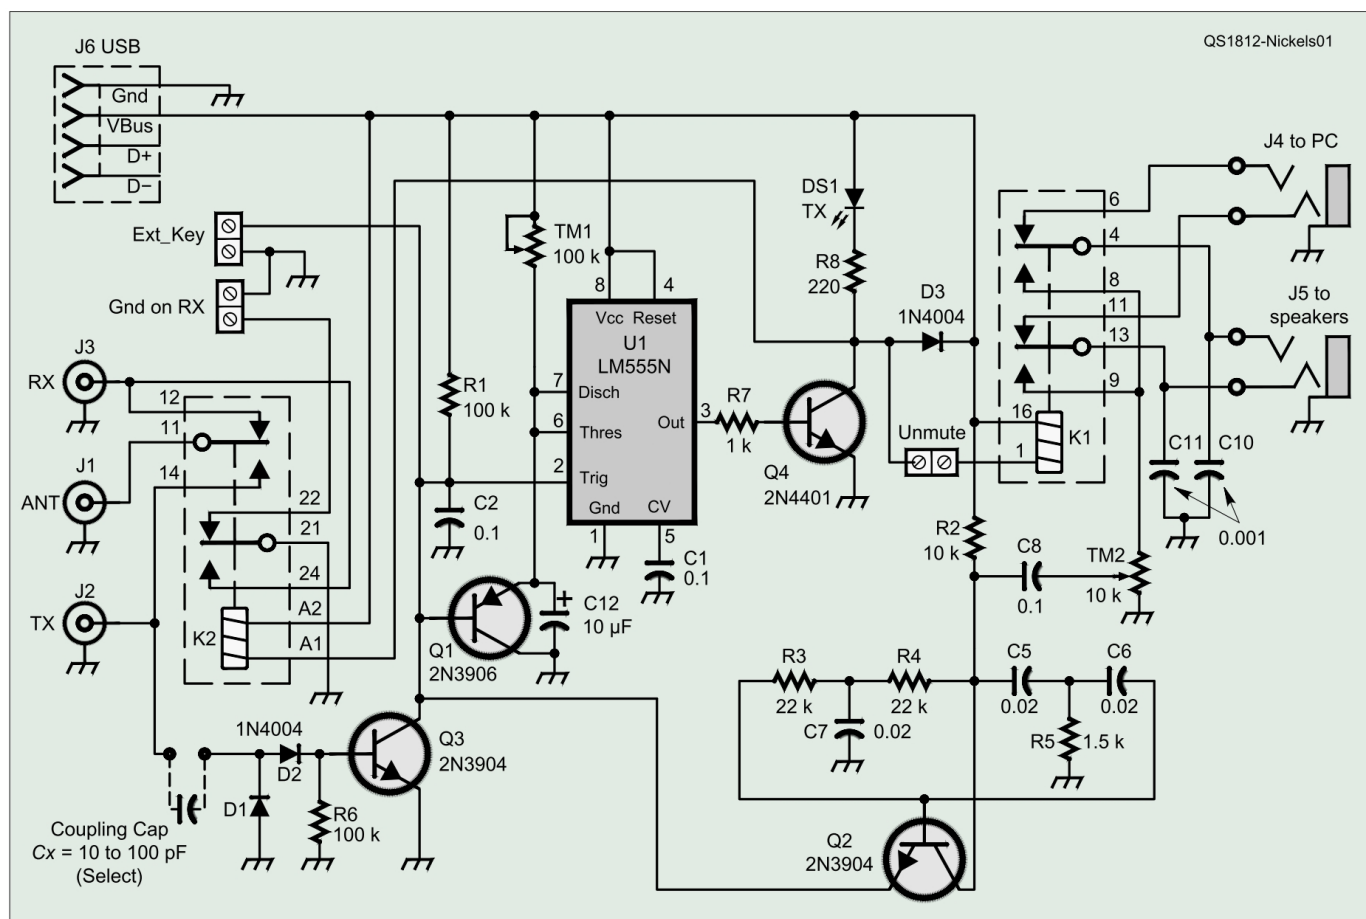 QS1812-Nickels01
J6 USB
Gnd
VBus
D+
D−
Ext_Key
Gnd on RX
J3
RX
J1
ANT
J2
TX
12
11
14
22
21
24
A2
A1
K2
TM1
100 k
R1
100 k
8
4
Vcc
Reset
U1
LM555N
7
Disch
6
Thres
2
Trig
Out
3
Gnd
CV
1
5
C2
0.1
C1
0.1
+
C12
10 µF
Q1
2N3906
Q3
2N3904
1N4004
D2
D1
R6
100 k
Coupling Cap
Cx = 10 to 100 pF
(Select)
DS1
TX
R8
220
D3
1N4004
R7
1 k
Q4
2N4401
Unmute
6
4
8
11
13
9
16
1
K1
J4 to PC
J5 to
speakers
C11
C10
0.001
R2
10 k
C8
0.1
TM2
10 k
R3
22 k
R4
22 k
C7
0.02
C5
0.02
C6
0.02
R5
1.5 k
Q2
2N3904